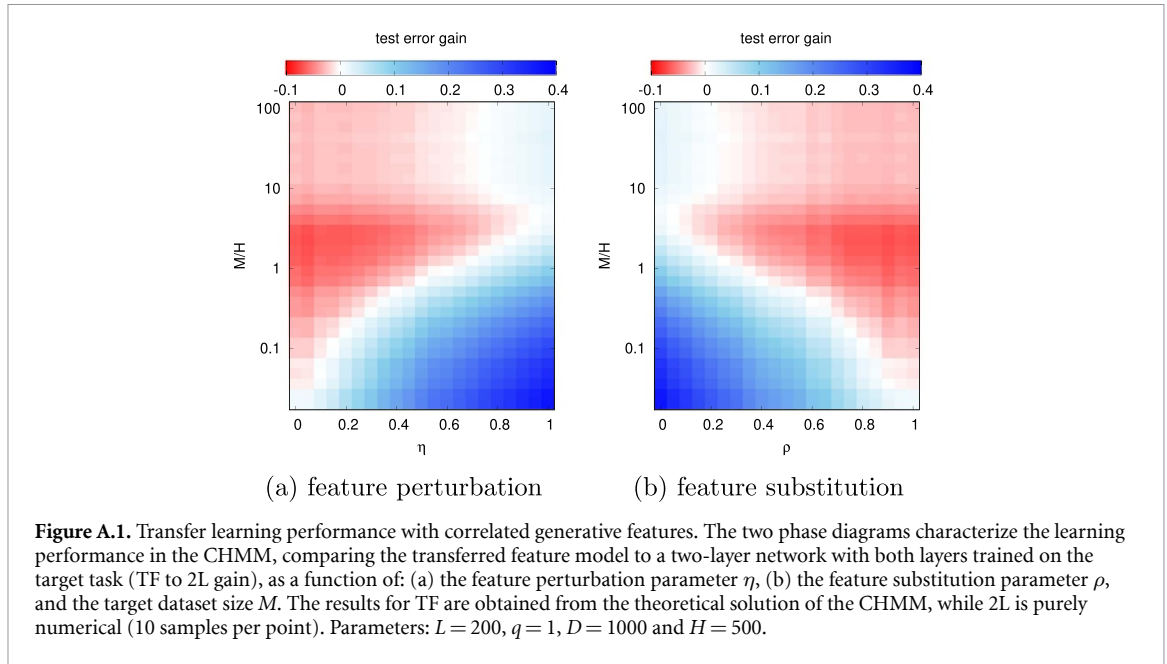 test error gain
-0.1 0 0.1 0.2 0.3 0.4
100
10
1
0.1
M/H
0 0.2 0.4 0.6 0.8 1
η
(a) feature perturbation
test error gain
-0.1 0 0.1 0.2 0.3 0.4
100
10
1
0.1
M/H
0 0.2 0.4 0.6 0.8 1
ρ
(b) feature substitution
Figure A.1. Transfer learning performance with correlated generative features. The two phase diagrams characterize the learning
performance in the CHMM, comparing the transferred feature model to a two-layer network with both layers trained on the
target task (TF to 2L gain), as a function of: (a) the feature perturbation parameter η, (b) the feature substitution parameter ρ,
and the target dataset size M. The results for TF are obtained from the theoretical solution of the CHMM, while 2L is purely
numerical (10 samples per point). Parameters: L = 200, q = 1, D = 1000 and H = 500.